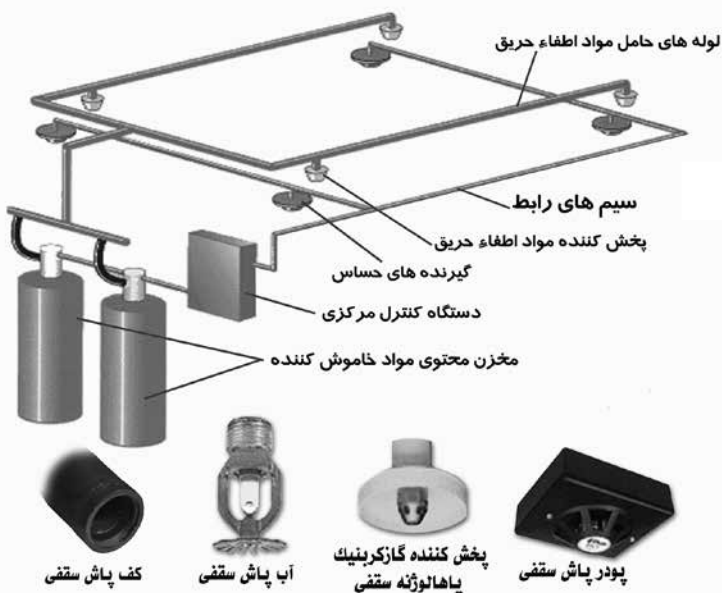 لوله های حامل مواد اطفاء حریق
سیم های رابط
پخش کننده مواد اطفاء حریق
گیرنده های حساس
دستگاه کنترل مرکزی
مخزن محتوی مواد خاموش کننده
پودر پاش سقفی
پخش کننده گازکربنیك
یاهالوژنه سقفی
آب پاش سقفی
کف پاش سقفی